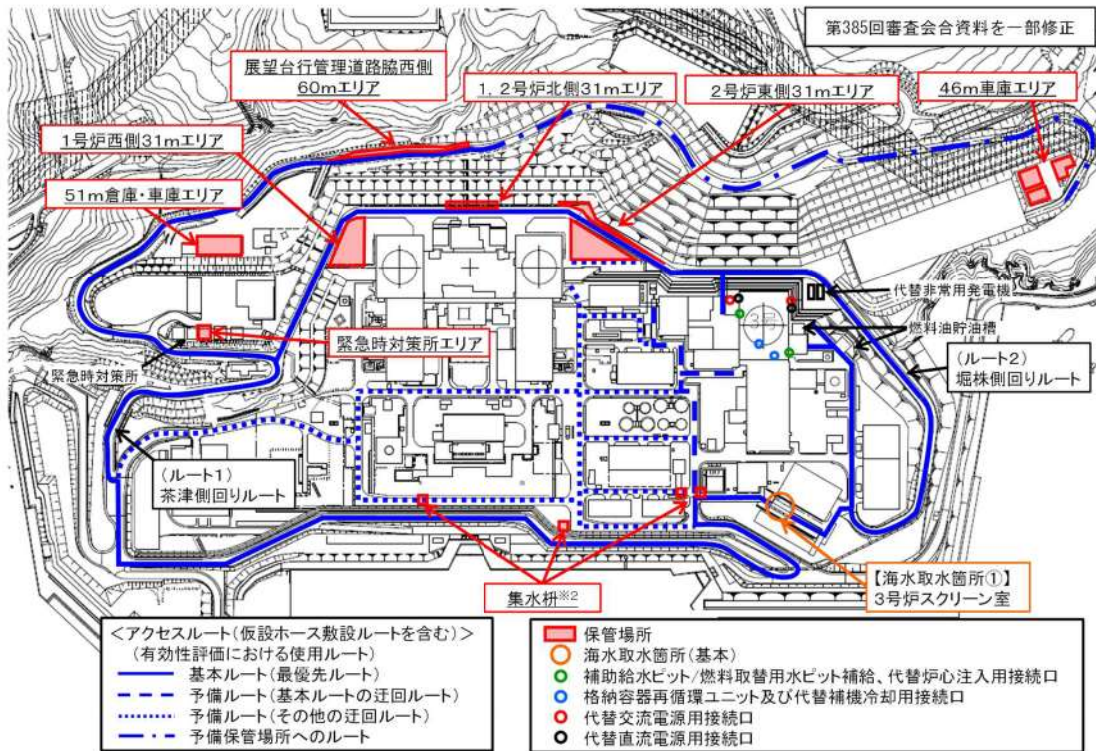 第385回審査会合資料を一部修正
展望台行管理道路脇西側
60mエリア
1, 2号炉北側31mエリア
2号炉東側31mエリア
46m車庫エリア
1号炉西側31mエリア
51m倉庫・車庫エリア
代替非常用発電機
3号
燃料油貯油槽
緊急時対策所エリア
緊急時対策所
(ルート2)
堀株側回りルート
(ルート1)
茶津側回りルート
集水枡※2
【海水取水箇所①】
3号炉スクリーン室
<アクセスルート(仮設ホース敷設ルートを含む)>
(有効性評価における使用ルート)
基本ルート(最優先ルート)
予備ルート(基本ルートの迂回ルート)
予備ルート(その他の迂回ルート)
予備保管場所へのルート
保管場所
海水取水箇所(基本)
補助給水ピット/燃料取替用水ピット補給、代替炉心注入用接続口
格納容器再循環ユニット及び代替補機冷却用接続口
代替交流電源用接続口
代替直流電源用接続口